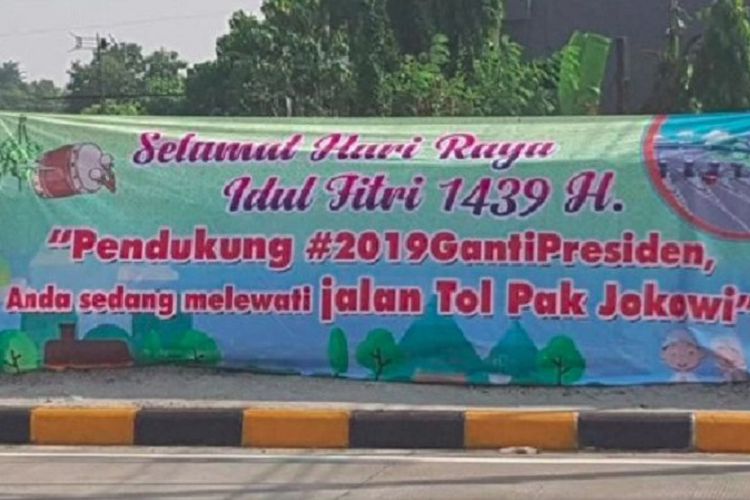 Selamat Hari Raya
Idul Fitri 1439 H.
"Pendukung #2019GantiPresiden,
Anda sedang melewati jalan Tol Pak Jokowi"